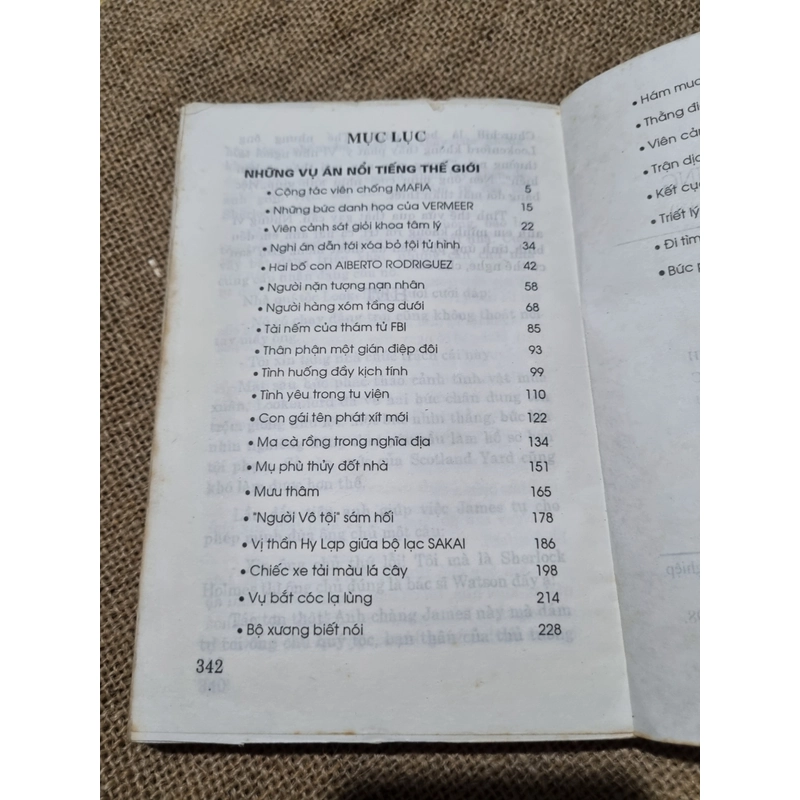 MỤC LỤC
NHỮNG VỤ ÁN NỔI TIẾNG THẾ GIỚI
• Cộng tác viên chống MAFIA 5
• Những bức danh họa của VERMEER 15
• Viên cảnh sát giỏi khoa tâm lý 22
• Nghi án dẫn tới xóa bỏ tội tử hình 34
• Hai bố con AlBERTO RODRIGUEZ 42
• Người nặn tượng nạn nhân 58
• Người hàng xóm tầng dưới 68
• Tài nếm của thám tử FBI 85
• Thân phận một gián điệp đôi 93
• Tình huống đầy kịch tính 99
• Tình yêu trong tu viện 110
• Con gái tên phát xít mới 122
• Ma cà rồng trong nghĩa địa 134
• Mụ phù thủy đốt nhà 151
• Mưu thâm 165
• "Người Vô tội" sám hối 178
• Vị thần Hy Lạp giữa bộ lạc SAKAI 186
• Chiếc xe tải màu lá cây 198
• Vụ bắt cóc lạ lùng 214
• Bộ xương biết nói 228
342
• Hám
• Thằng
• Viên
• Trận
• Kết
• Triết lý
• Đi tìm
• Bức